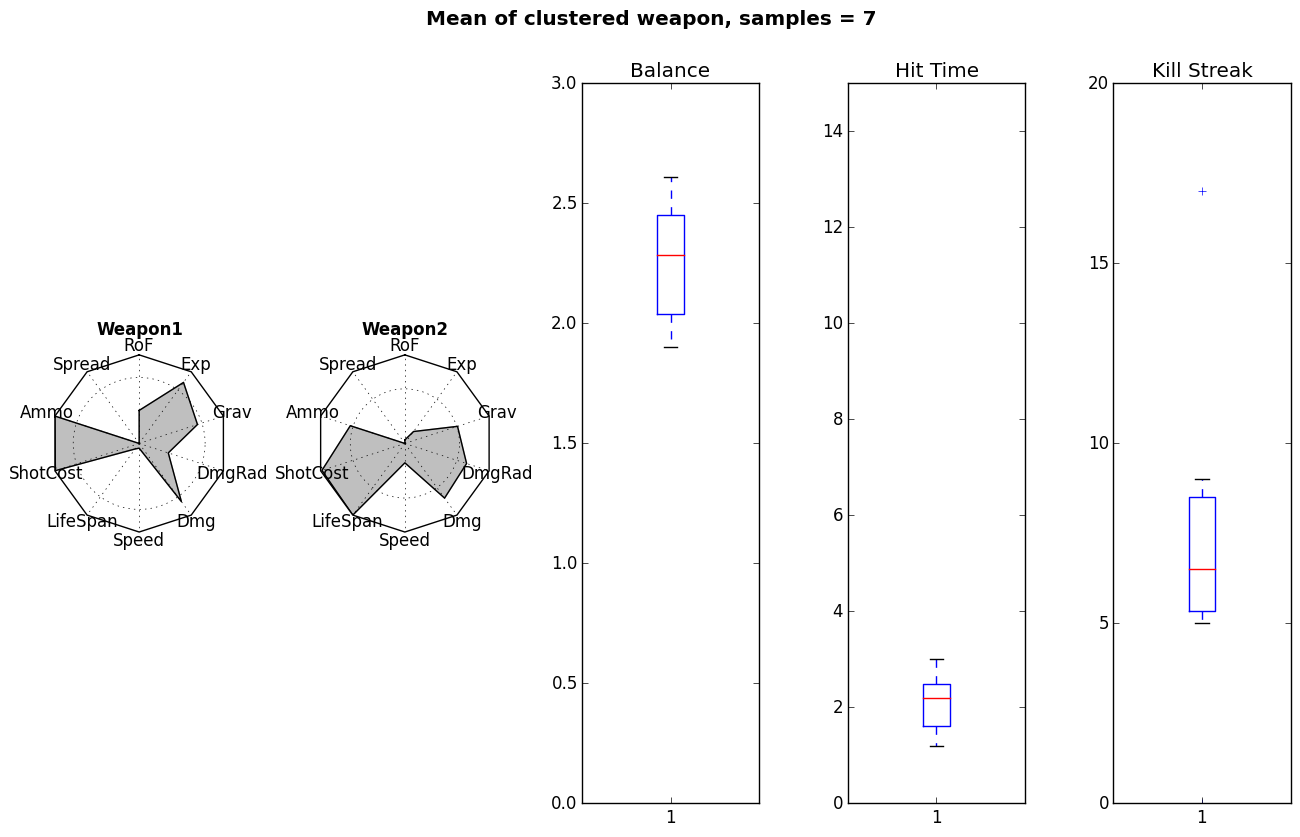 Mean of clustered weapon, samples = 7
Weapon1
RoF
Exp
Spread
Grav
Ammo
DmgRad
ShotCost
Dmg
LifeSpan
Speed
Weapon2
RoF
Exp
Spread
Grav
Ammo
DmgRad
ShotCost
Dmg
LifeSpan
Speed
Balance
3.0
2.5
2.0
1.5
1.0
0.5
0.0
1
Hit Time
14
12
10
8
6
4
2
0
1
Kill Streak
20
15
10
5
0
1